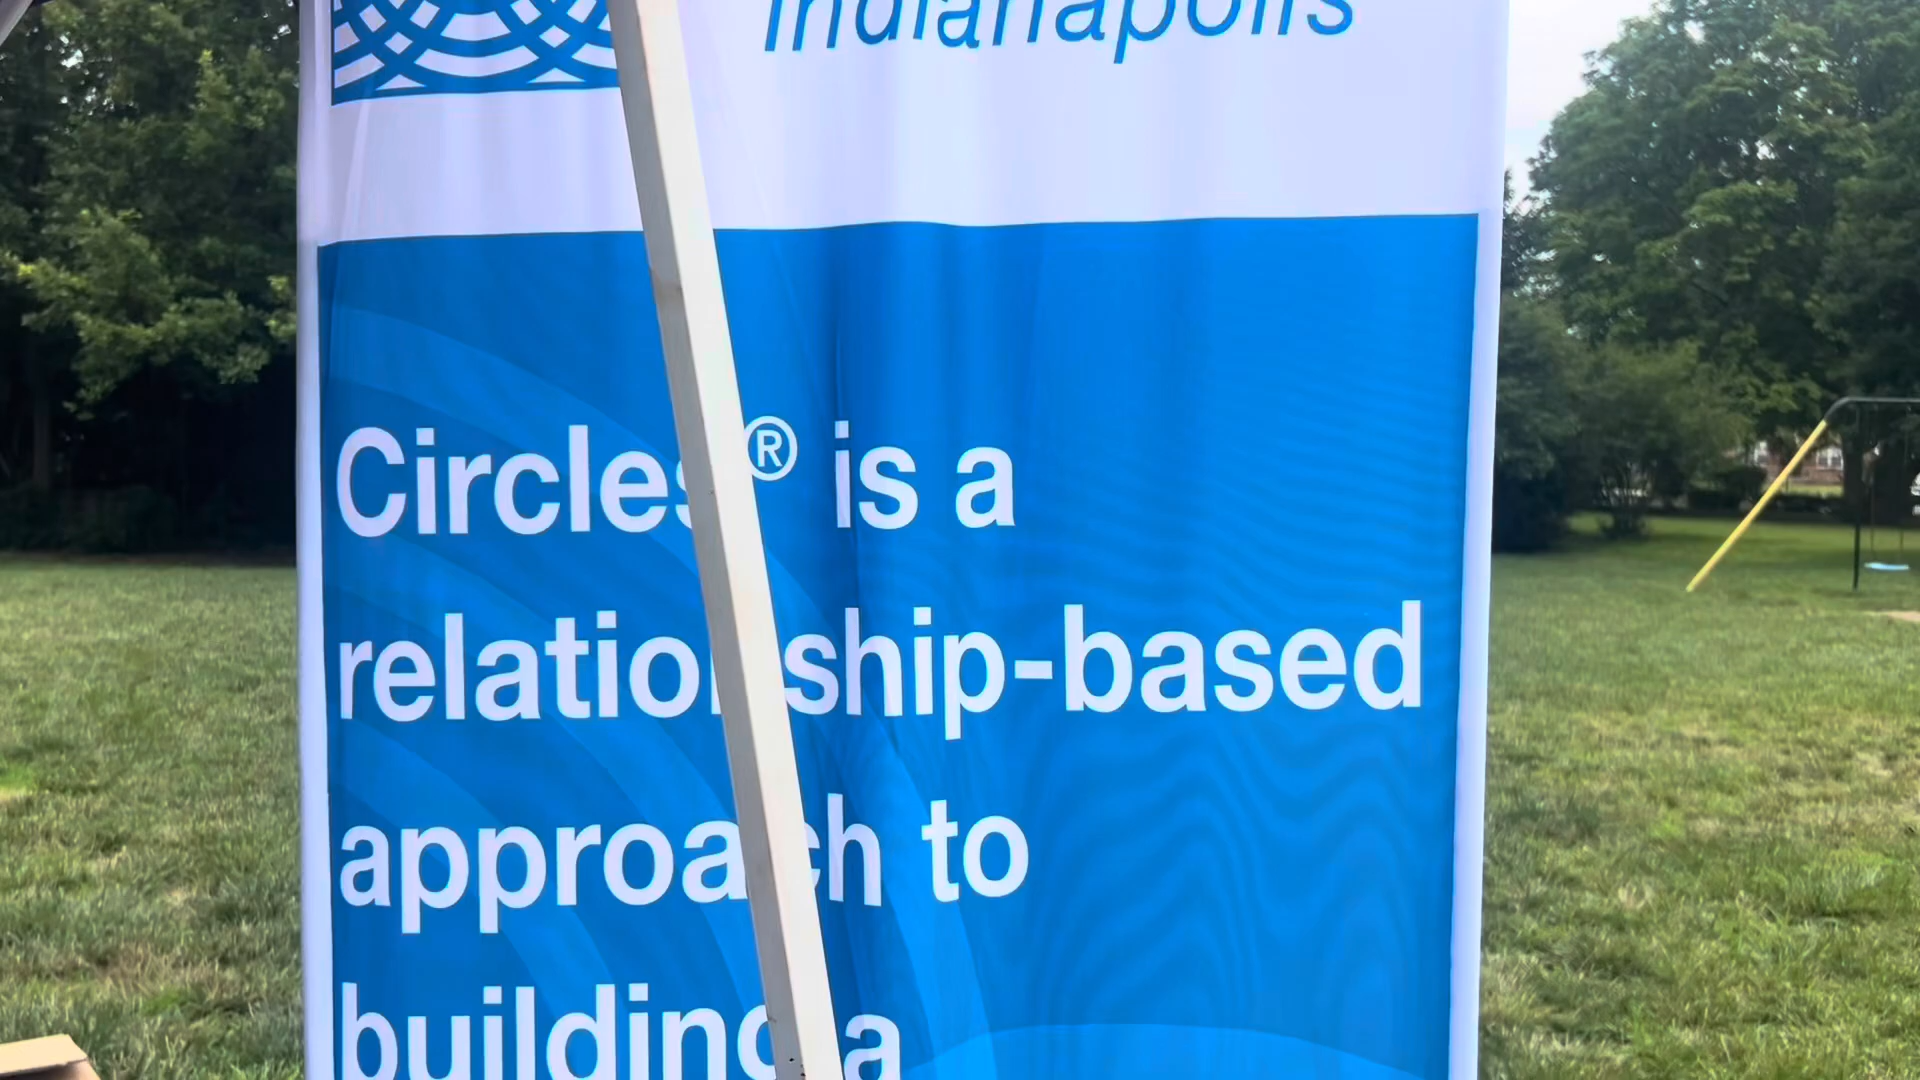 Indianapolis
Circles® is a
relationship-based
approach to
building a